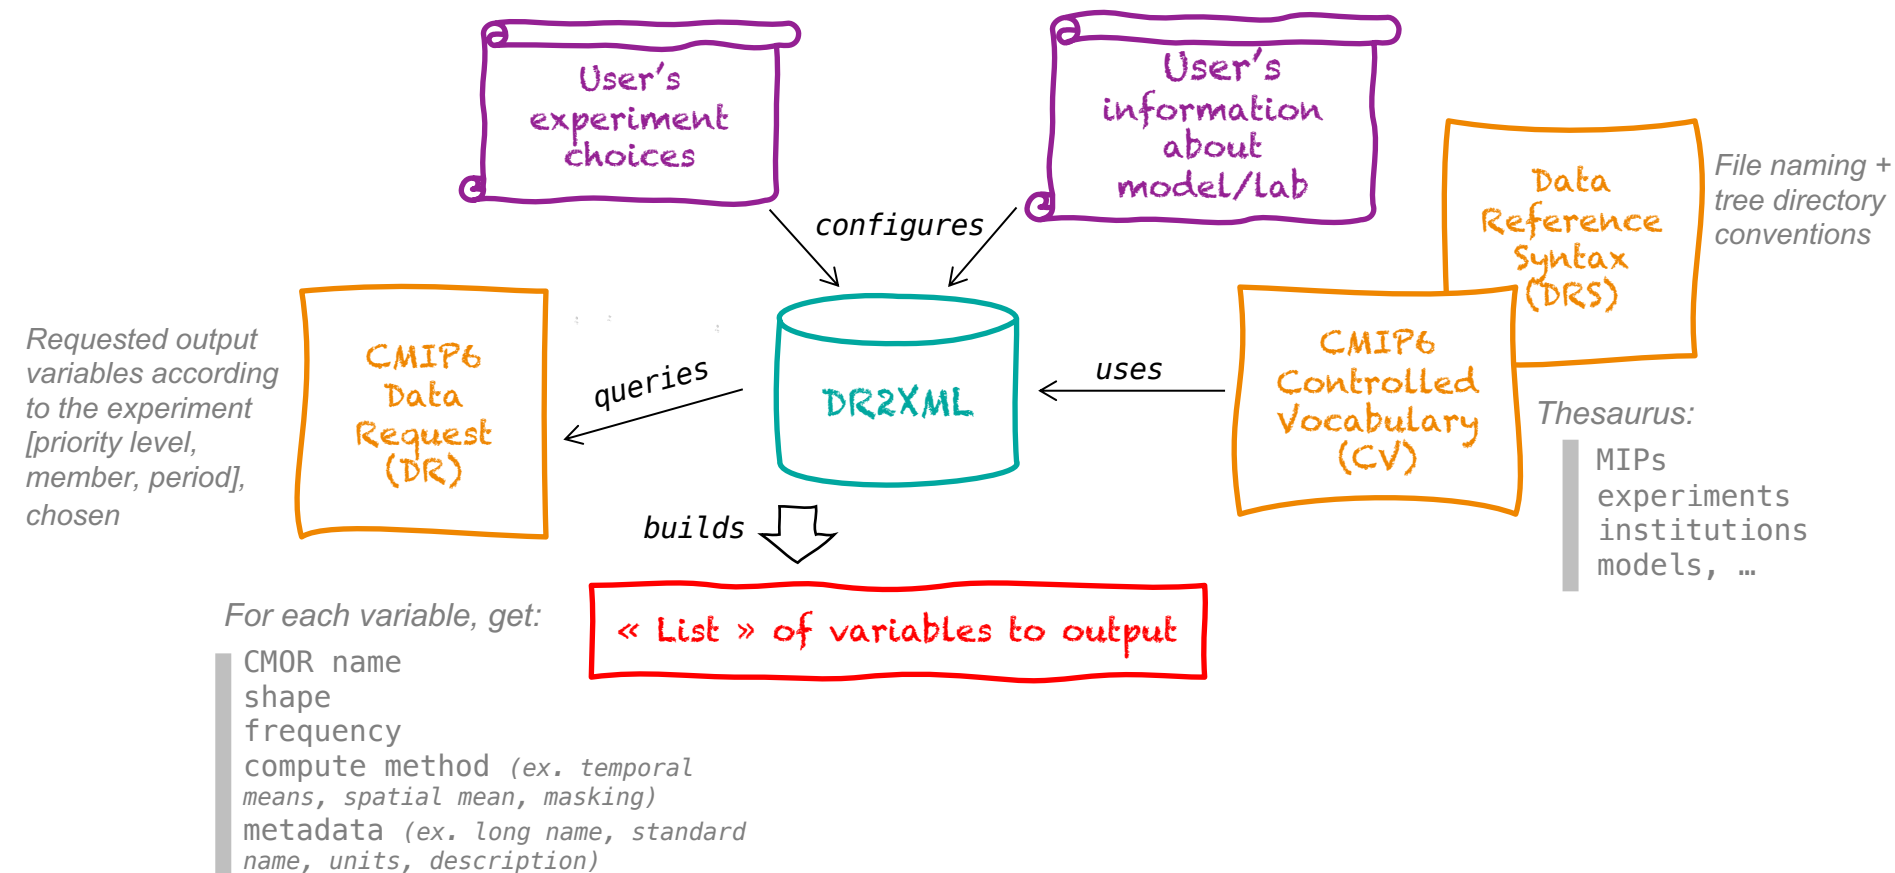 User's
experiment
choices
User's
information
about
model/lab
configures
Data
Reference
Syntax
(DRS)
File naming +
tree directory
conventions
Requested output
variables according
to the experiment
[priority level,
member, period],
chosen
CMIP6
Data
Request
(DR)
queries
DR2XML
uses
CMIP6
Controlled
Vocabulary
(CV)
Thesaurus:
MIPs
experiments
institutions
models, …
builds
« List » of variables to output
For each variable, get:
CMOR name
shape
frequency
compute method (ex. temporal
means, spatial mean, masking)
metadata (ex. long name, standard
name, units, description)